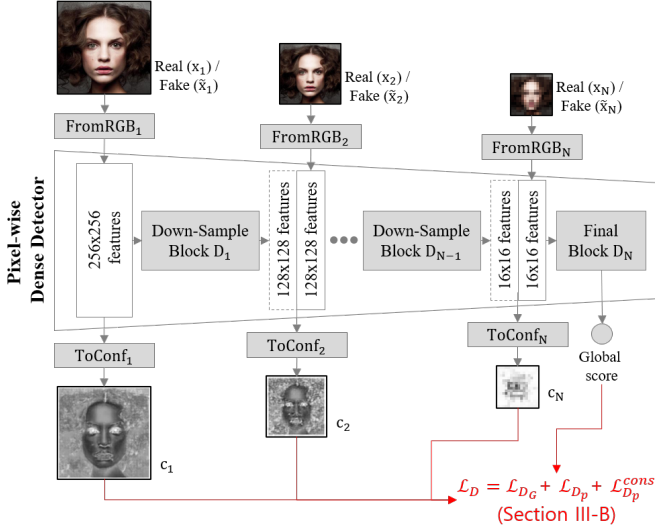 Real (x₁) /
Fake (x̃₁)
Real (x₂) /
Fake (x̃₂)
Real (x_N) /
Fake (x̃_N)
FromRGB₁
FromRGB₂
FromRGB_N
Pixel-wise
Dense Detector
256x256
features
Down-Sample
Block D₁
128x128 features
128x128 features
Down-Sample
Block D_{N−1}
16x16 features
16x16 features
Final
Block D_N
ToConf₁
ToConf₂
ToConf_N
Global
score
c₁
c₂
c_N
ℒ_D = ℒ_{D_G} + ℒ_{D_p} + ℒ_{D_p}^{cons}
(Section III-B)